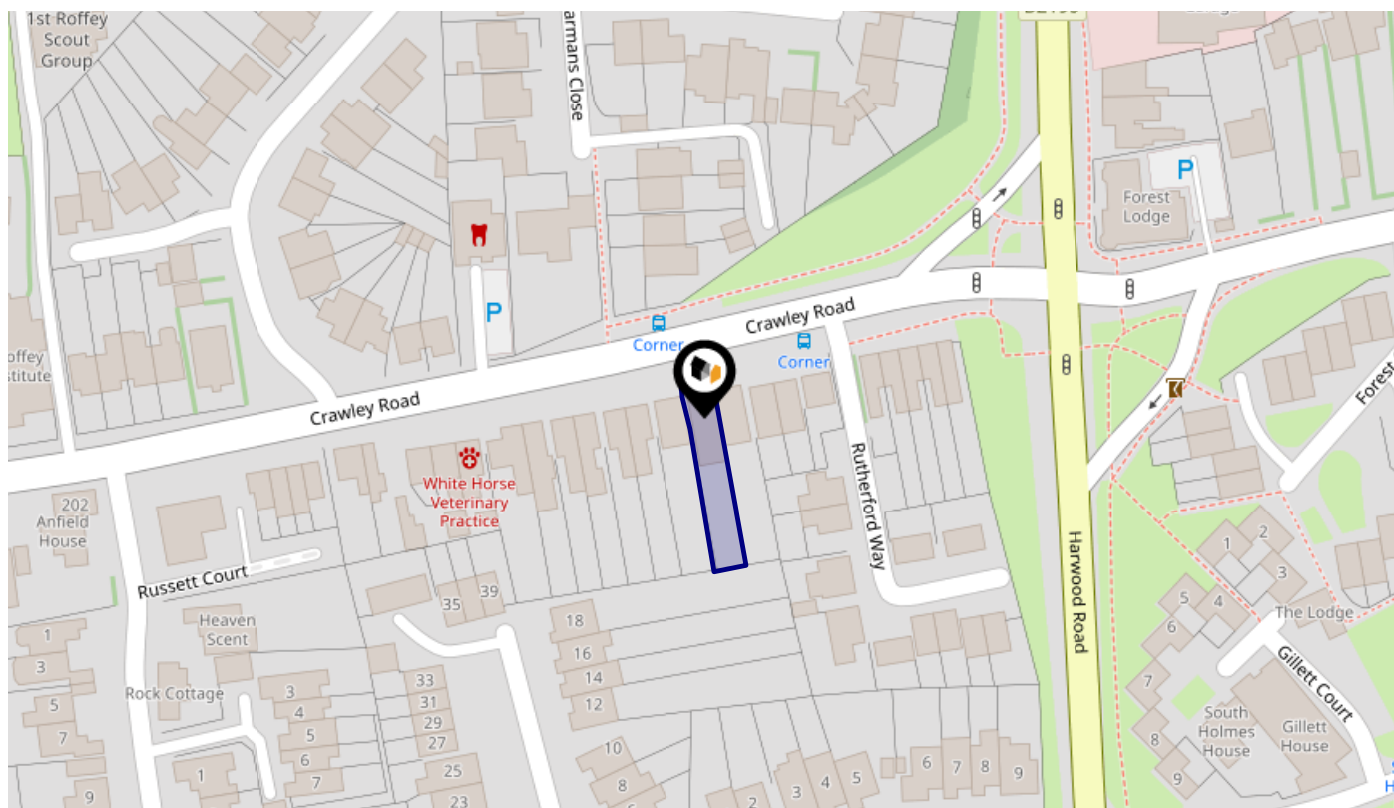 1st Roffey
Scout
Group
armans Close
Forest
Lodge
P
P
Crawley Road
Corner
Corner
Crawley Road
White Horse
Veterinary
Practice
202
Anfield
House
Russett Court
Heaven
Scent
Rock Cottage
Rutherford Way
Harwood Road
Forest
The Lodge
Gillett Court
South
Holmes
House
Gillett
House
1
3
5
7
9
3
4
5
6
7
1
33
31
29
27
25
23
35
39
18
16
14
12
10
8
2
3
4
5
6
7
8
9
1
2
3
4
5
6
7
8
9